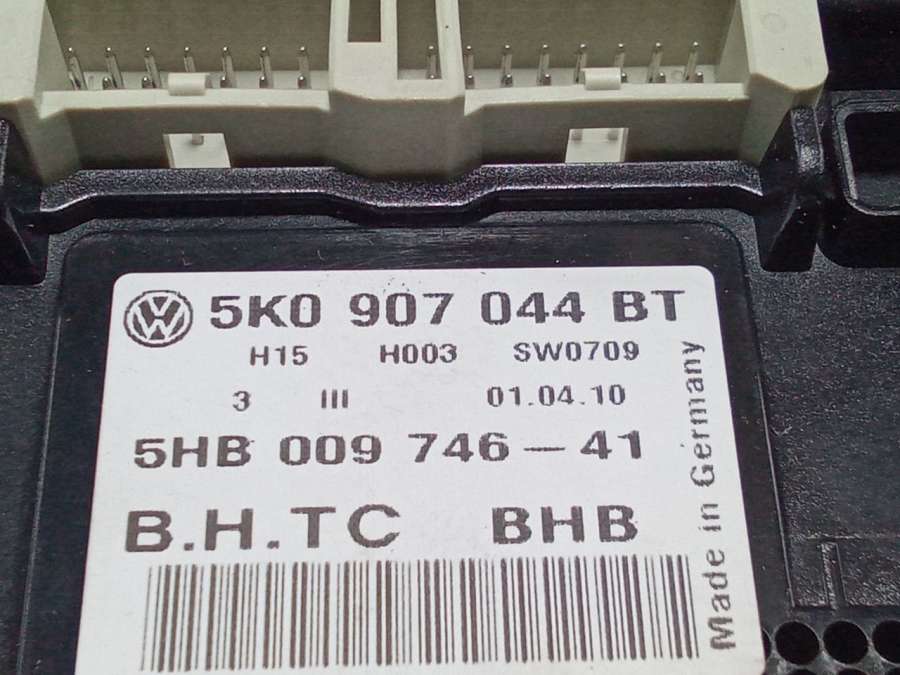 VW
5K0 907 044 BT
H15 H003 SW0709
3 III 01.04.10
5HB 009 746-41
B.H.TC BHB
Made in Germany